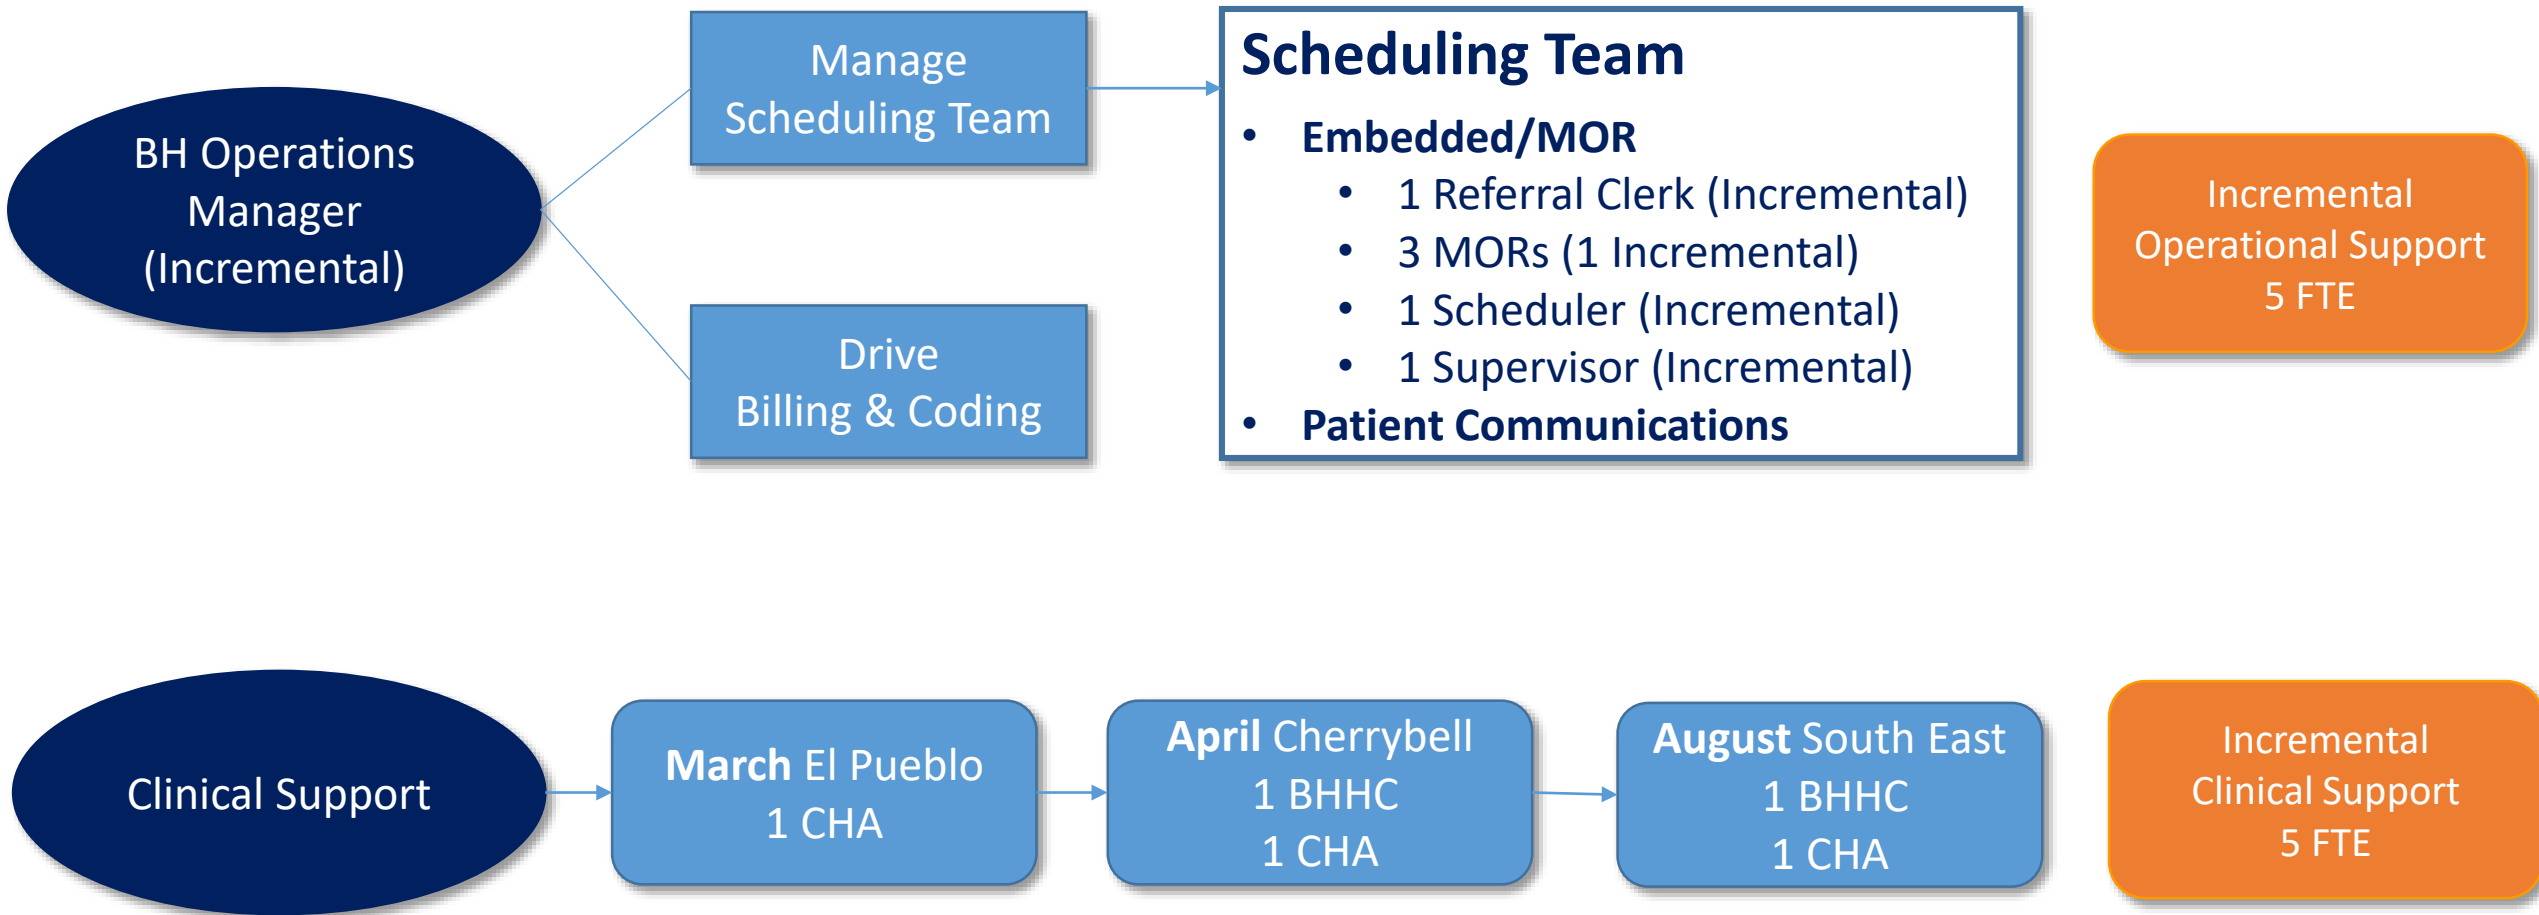 BH Operations
Manager
(Incremental)
Manage
Scheduling Team
Drive
Billing & Coding
Scheduling Team
• Embedded/MOR
• 1 Referral Clerk (Incremental)
• 3 MORs (1 Incremental)
• 1 Scheduler (Incremental)
• 1 Supervisor (Incremental)
• Patient Communications
Incremental
Operational Support
5 FTE
Clinical Support
March El Pueblo
1 CHA
April Cherrybell
1 BHHC
1 CHA
August South East
1 BHHC
1 CHA
Incremental
Clinical Support
5 FTE